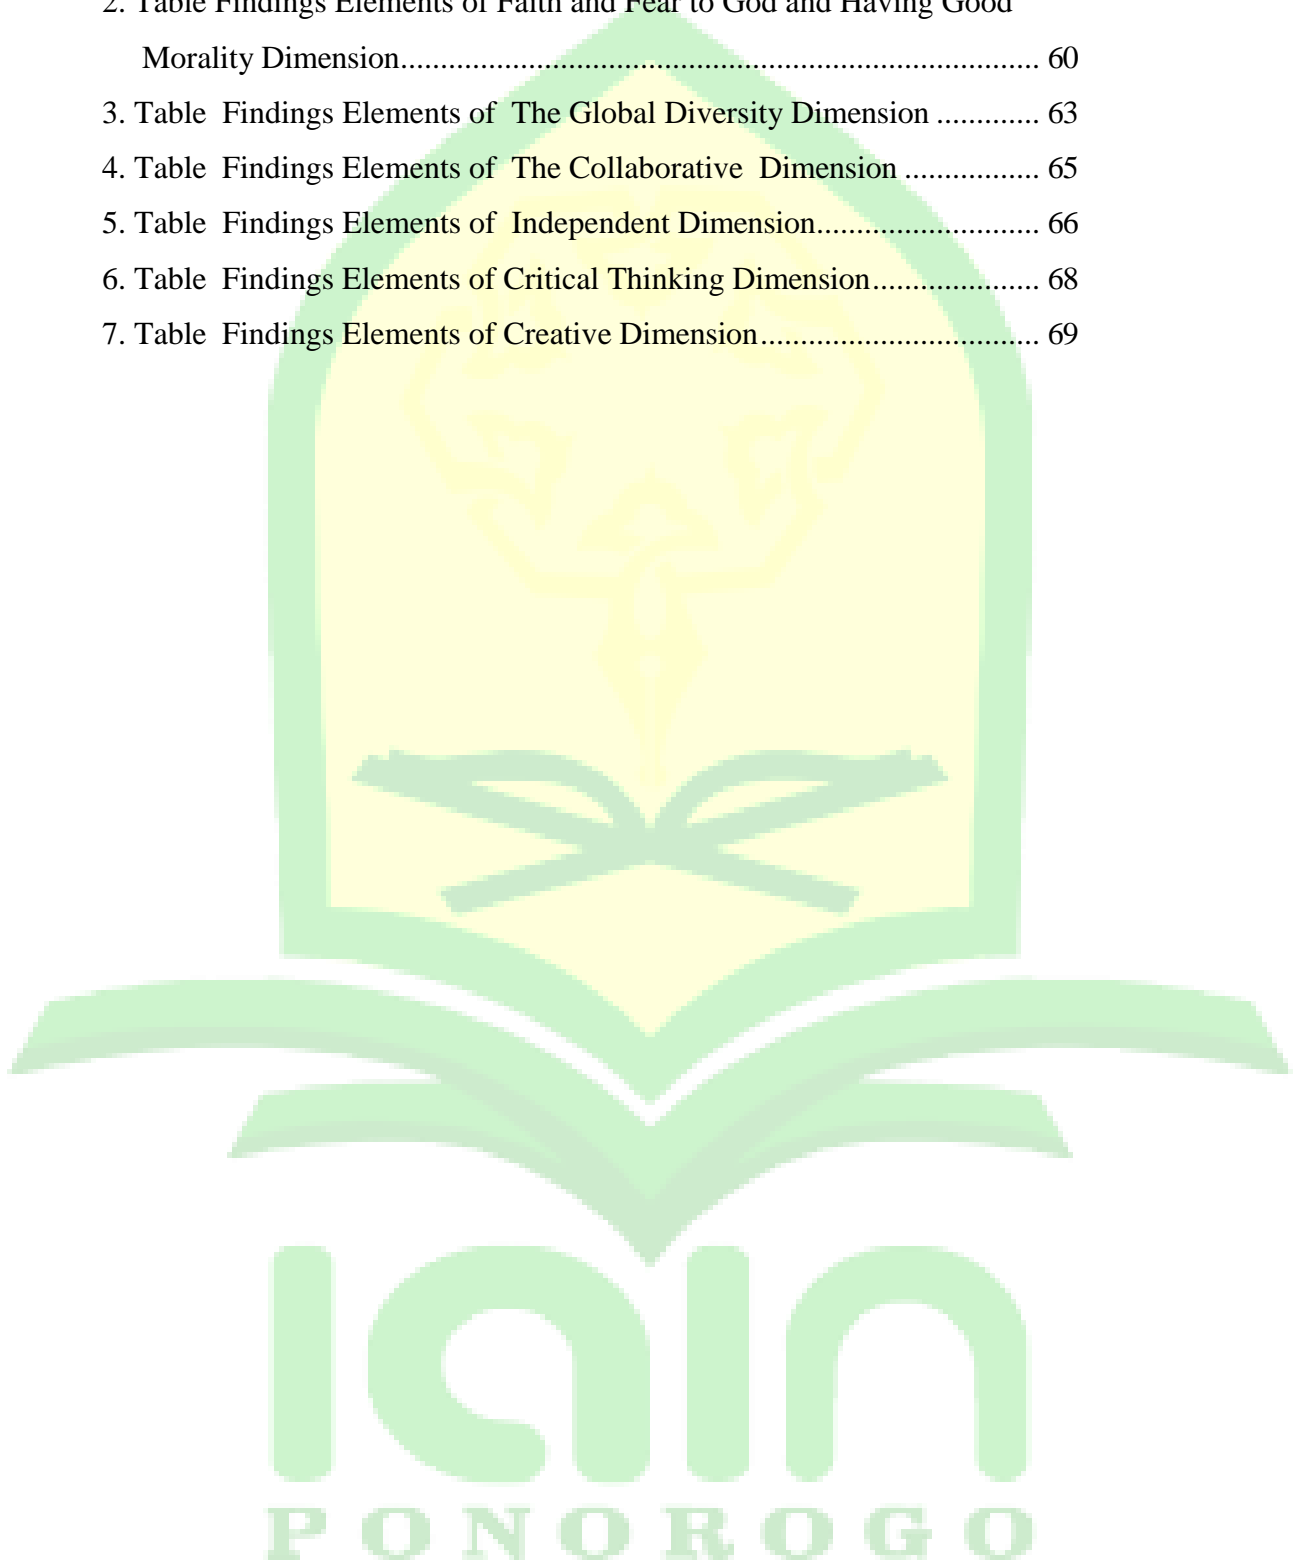 2. Table Findings Elements of Faith and Fear to God and Having Good
Morality Dimension................................................................................ 60
3. Table Findings Elements of The Global Diversity Dimension ............. 63
4. Table Findings Elements of The Collaborative Dimension ................. 65
5. Table Findings Elements of Independent Dimension............................ 66
6. Table Findings Elements of Critical Thinking Dimension..................... 68
7. Table Findings Elements of Creative Dimension................................... 69
IAIN
PONOROGO